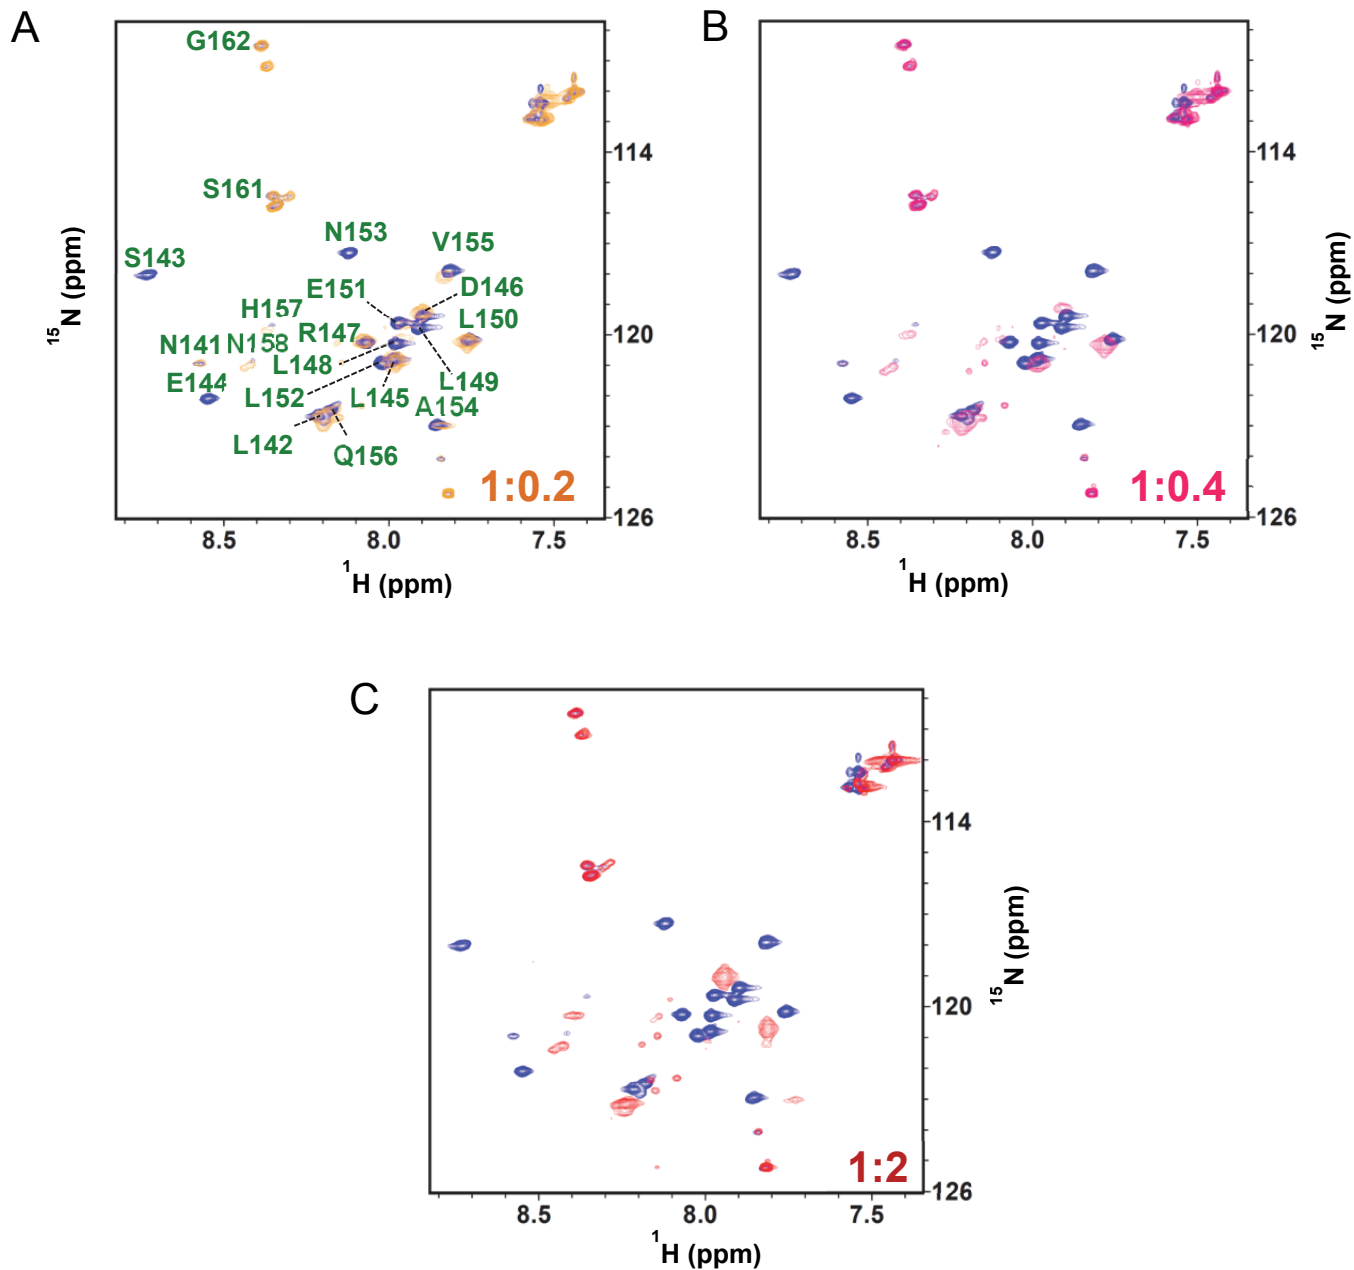 A
G162
S161
N153
V155
S143
E151
D146
H157
L150
R147
N141 N158
L148
E144
L149
L152
L145
A154
L142
Q156
1:0.2
114
120
126
8.5
8.0
7.5
15N (ppm)
1H (ppm)
B
1:0.4
114
120
126
8.5
8.0
7.5
15N (ppm)
1H (ppm)
C
1:2
114
120
126
8.5
8.0
7.5
15N (ppm)
1H (ppm)